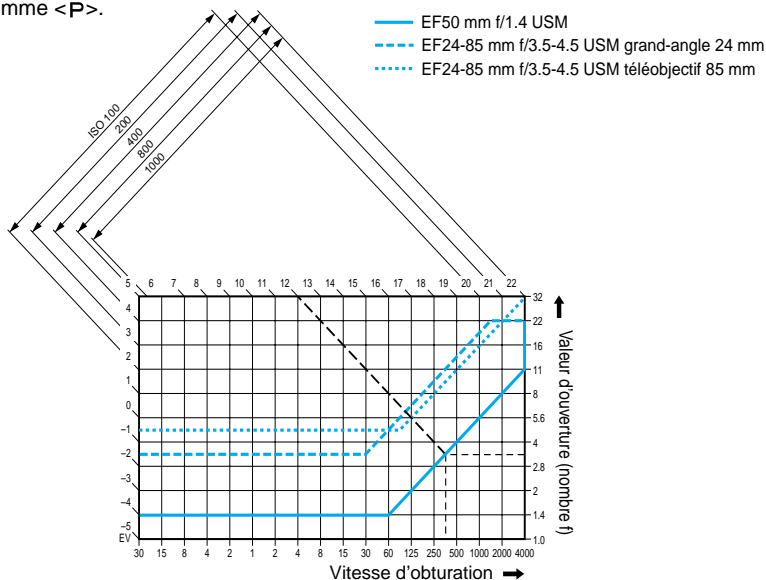 mme <P>.
EF50 mm f/1.4 USM
EF24-85 mm f/3.5-4.5 USM grand-angle 24 mm
EF24-85 mm f/3.5-4.5 USM téléobjectif 85 mm
ISO 100
200
400
800
1000
5 6 7 8 9 10 11 12 13 14 15 16 17 18 19 20 21 22
4
3
2
1
0
–1
–2
–3
–4
–5
EV
32
22
16
11
8
5.6
4
2.8
2
1.4
1.0
Valeur d'ouverture (nombre f)
30 15 8 4 2 1 2 4 8 15 30 60 125 250 500 1000 2000 4000
Vitesse d'obturation